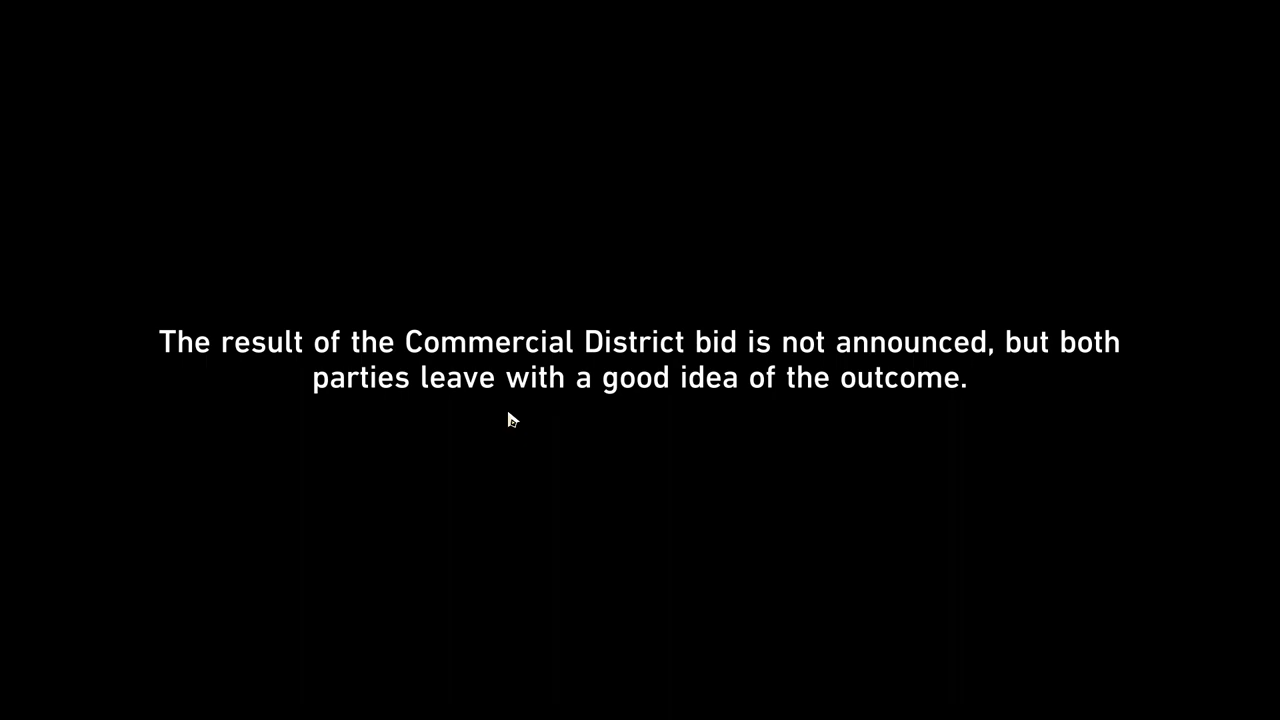 The result of the Commercial District bid is not announced, but both
parties leave with a good idea of the outcome.